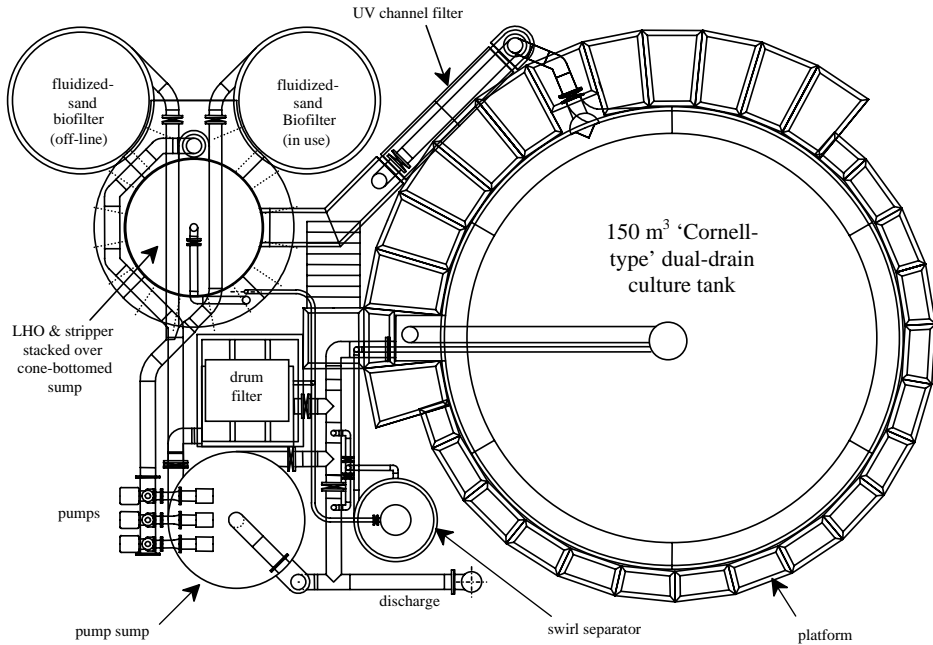 UV channel filter
fluidized-
sand
biofilter
(off-line)
fluidized-
sand
Biofilter
(in use)
150 m³ ‘Cornell-
type’ dual-drain
culture tank
LHO & stripper
stacked over
cone-bottomed
sump
drum
filter
pumps
discharge
pump sump
swirl separator
platform